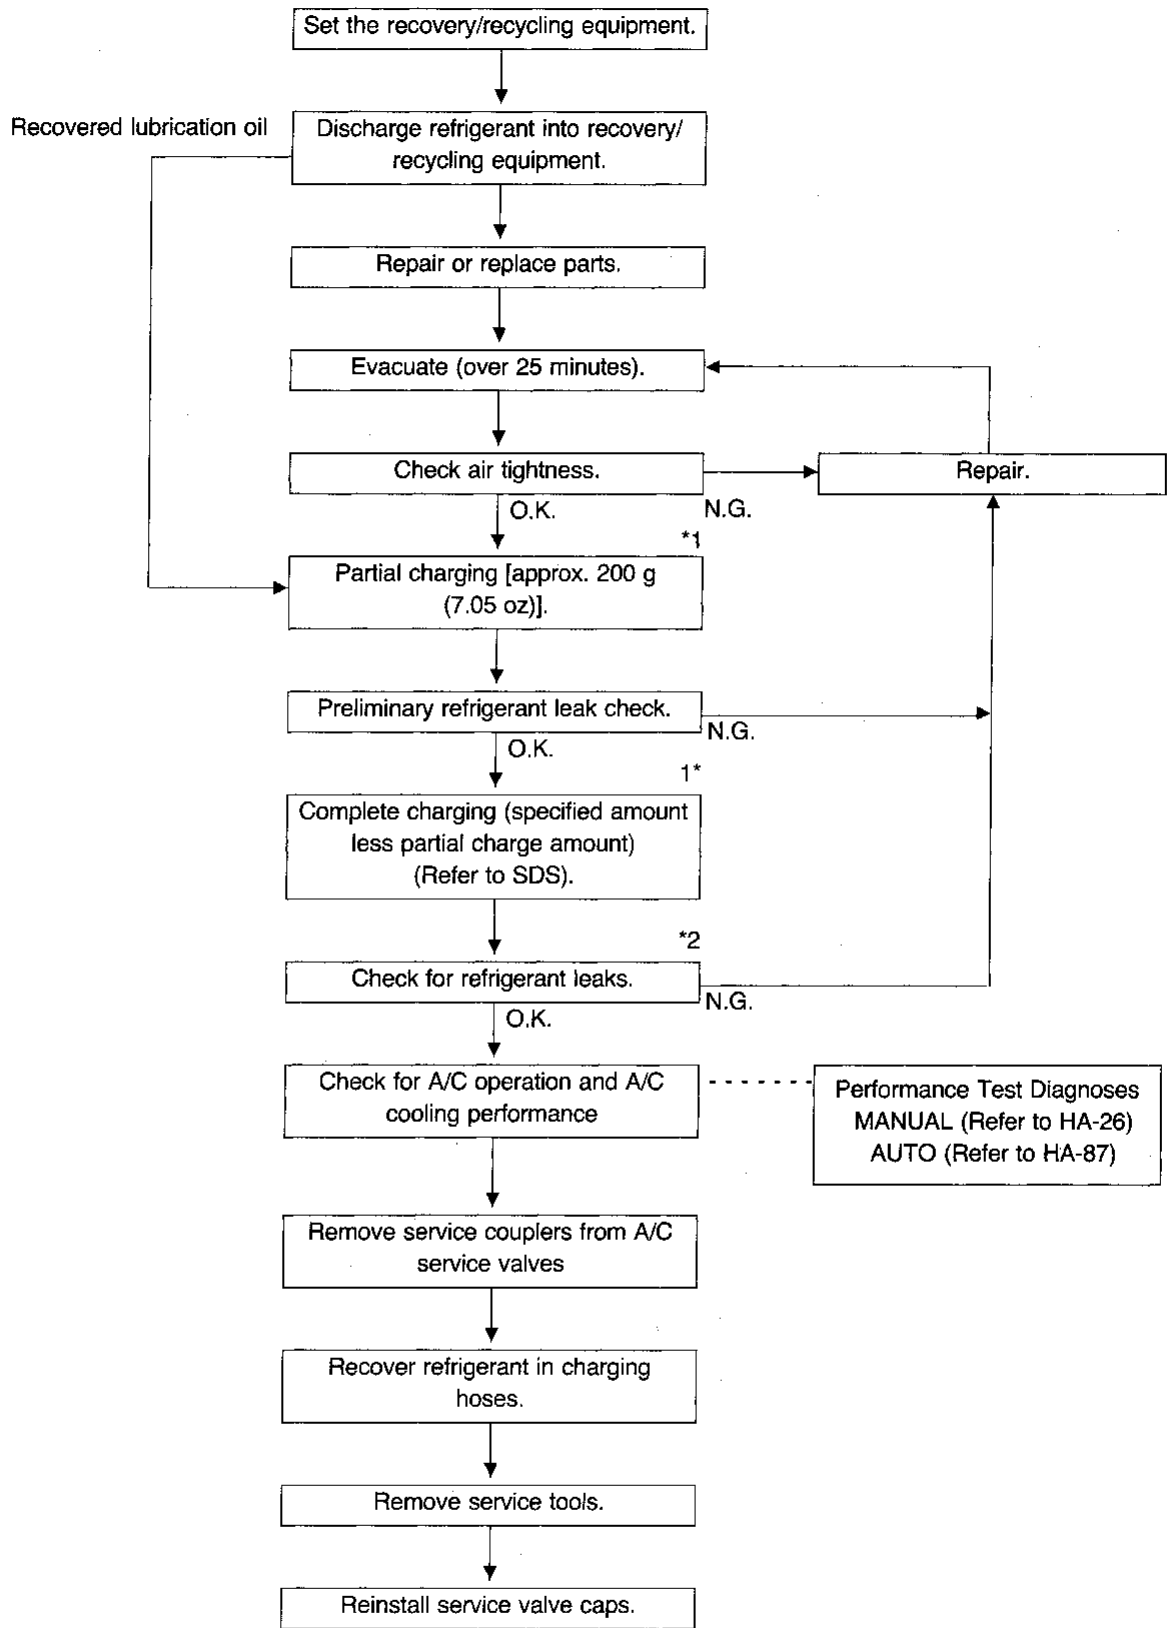 Set the recovery/recycling equipment.
Recovered lubrication oil
Discharge refrigerant into recovery/
recycling equipment.
Repair or replace parts.
Evacuate (over 25 minutes).
Check air tightness.
Repair.
O.K.
N.G.
*1
Partial charging [approx. 200 g
(7.05 oz)].
Preliminary refrigerant leak check.
N.G.
O.K.
1*
Complete charging (specified amount
less partial charge amount)
(Refer to SDS).
*2
Check for refrigerant leaks.
N.G.
O.K.
Check for A/C operation and A/C
cooling performance
Performance Test Diagnoses
MANUAL (Refer to HA-26)
AUTO (Refer to HA-87)
Remove service couplers from A/C
service valves
Recover refrigerant in charging
hoses.
Remove service tools.
Reinstall service valve caps.